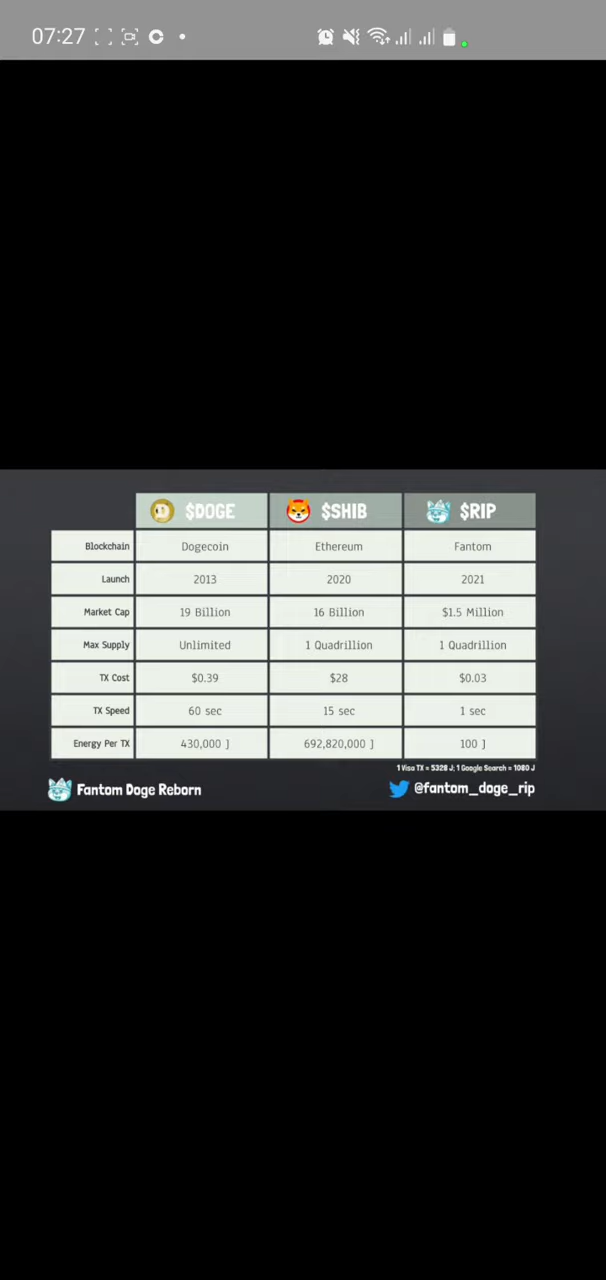 07:27
$DOGE $SHIB $RIP
Blockchain Dogecoin Ethereum Fantom
Launch 2013 2020 2021
Market Cap 19 Billion 16 Billion $1.5 Million
Max Supply Unlimited 1 Quadrillion 1 Quadrillion
TX Cost $0.39 $28 $0.03
TX Speed 60 sec 15 sec 1 sec
Energy Per TX 430,000 J 692,820,000 J 100 J
1 Visa TX = 5328 J; 1 Google Search = 1080 J
Fantom Doge Reborn @fantom_doge_rip